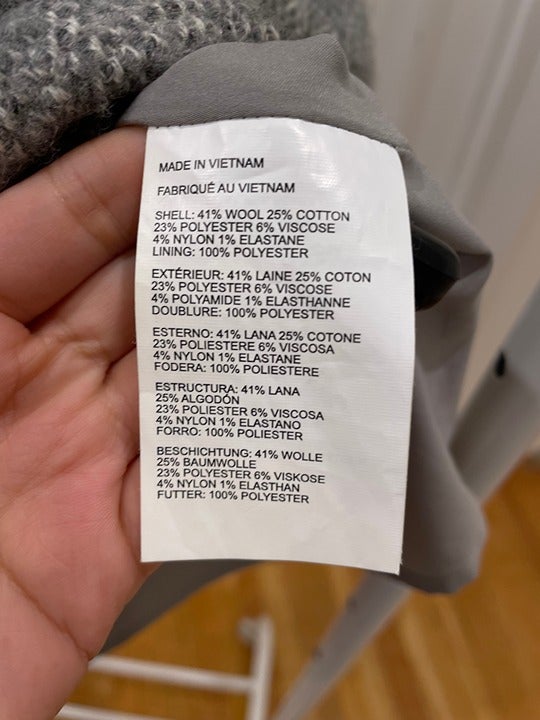 MADE IN VIETNAM
FABRIQUÉ AU VIETNAM
SHELL: 41% WOOL 25% COTTON
23% POLYESTER 6% VISCOSE
4% NYLON 1% ELASTANE
LINING: 100% POLYESTER
EXTÉRIEUR: 41% LAINE 25% COTON
23% POLYESTER 6% VISCOSE
4% POLYAMIDE 1% ELASTHANNE
DOUBLURE: 100% POLYESTER
ESTERNO: 41% LANA 25% COTONE
23% POLIESTERE 6% VISCOSA
4% NYLON 1% ELASTANE
FODERA: 100% POLIESTERE
ESTRUCTURA: 41% LANA
25% ALGODÓN
23% POLIESTER 6% VISCOSA
4% NYLON 1% ELASTANO
FORRO: 100% POLIESTER
BESCHICHTUNG: 41% WOLLE
25% BAUMWOLLE
23% POLYESTER 6% VISKOSE
4% NYLON 1% ELASTHAN
FUTTER: 100% POLYESTER